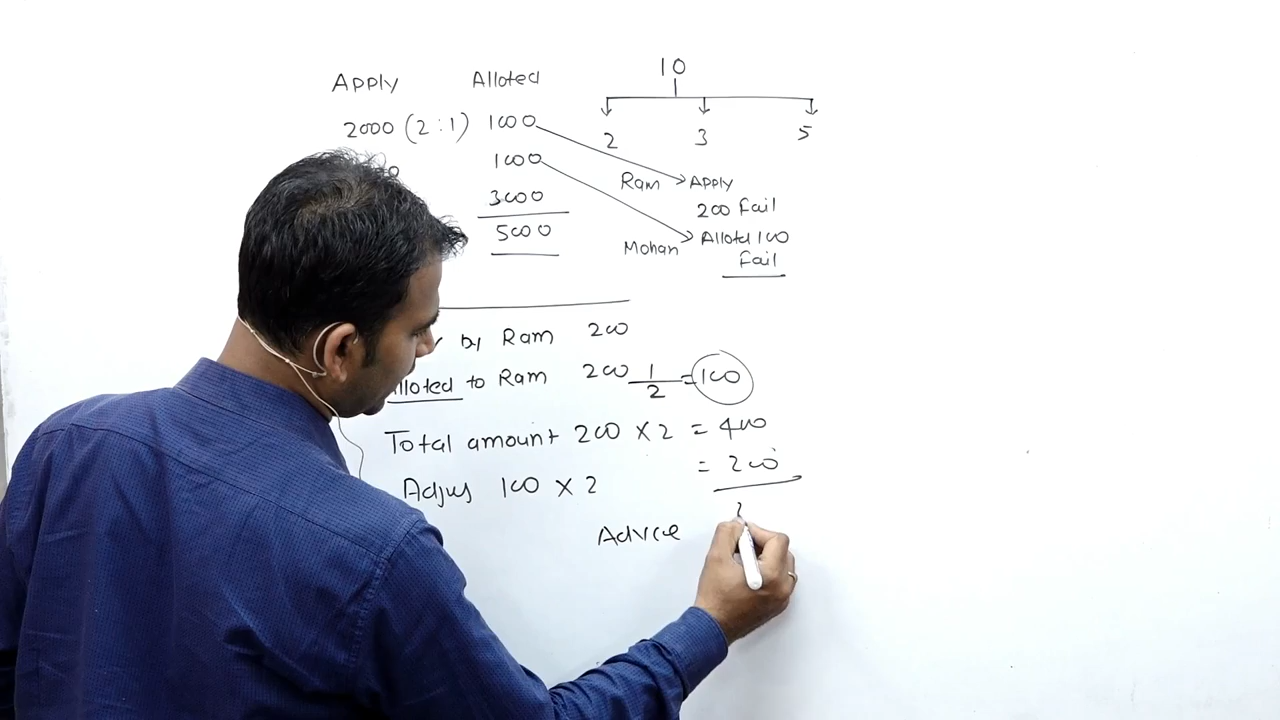 Apply Alloted
2000 (2:1) 1000
1000
3000
5000
10
2 3 5
Ram Apply
200 Fail
Mohan Alloted 100
Fail
by Ram 200
lloted to Ram 200 1/2 = 100
Total amount 200 × 2 = 400
Adjus 100 × 2 = 200
Advice